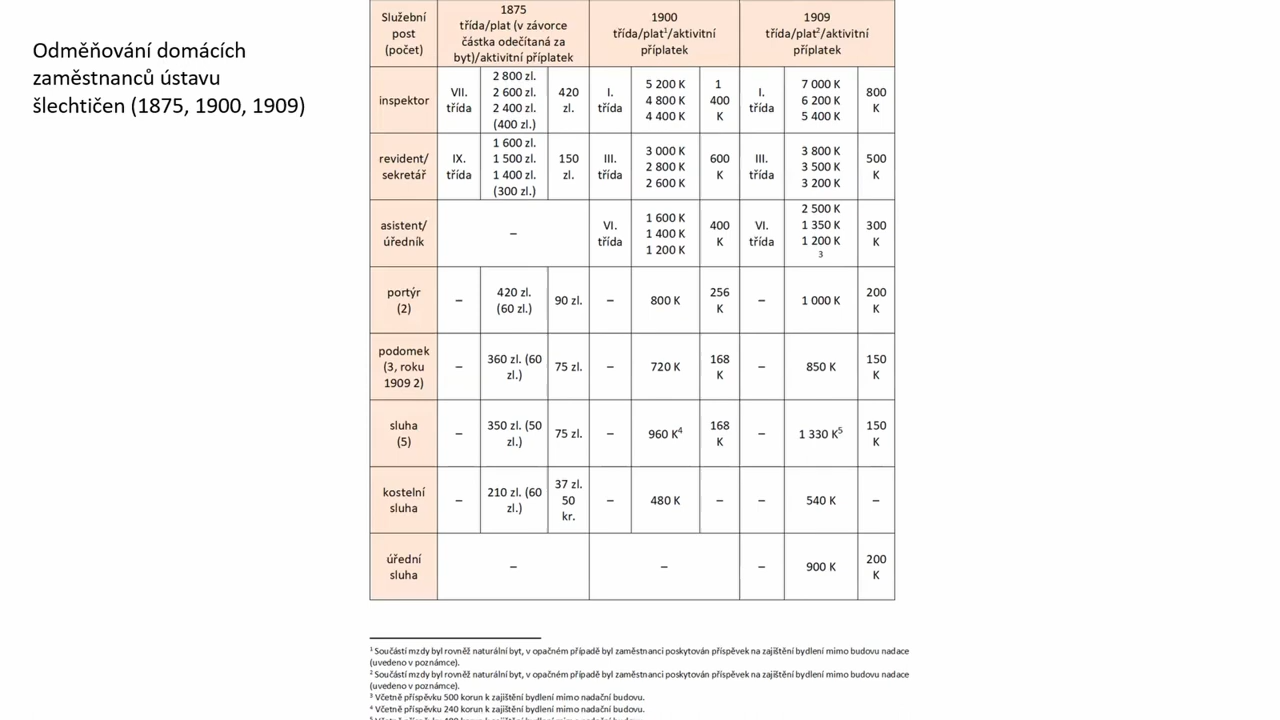 Odměňování domácích
zaměstnanců ústavu
šlechtičen (1875, 1900, 1909)
Služební
post
(počet)
1875
třída/plat (v závorce
částka odečítaná za
byt)/aktivitní příplatek
1900
třída/plat¹/aktivitní
příplatek
1909
třída/plat²/aktivitní
příplatek
inspektor
VII.
třída
2 800 zl.
2 600 zl.
2 400 zl.
(400 zl.)
420
zl.
I.
třída
5 200 K
4 800 K
4 400 K
1
400
K
I.
třída
7 000 K
6 200 K
5 400 K
800
K
revident/
sekretář
IX.
třída
1 600 zl.
1 500 zl.
1 400 zl.
(300 zl.)
150
zl.
III.
třída
3 000 K
2 800 K
2 600 K
600
K
III.
třída
3 800 K
3 500 K
3 200 K
500
K
asistent/
úředník
–
VI.
třída
1 600 K
1 400 K
1 200 K
400
K
VI.
třída
2 500 K
1 350 K
1 200 K
3
300
K
portýr
(2)
–
420 zl.
(60 zl.)
90 zl.
–
800 K
256
K
–
1 000 K
200
K
podomek
(3, roku
1909 2)
–
360 zl. (60
zl.)
75 zl.
–
720 K
168
K
–
850 K
150
K
sluha
(5)
–
350 zl. (50
zl.)
75 zl.
–
960 K⁴
168
K
–
1 330 K⁵
150
K
kostelní
sluha
–
210 zl. (60
zl.)
37 zl.
50
kr.
–
480 K
–
–
540 K
–
úřední
sluha
–
–
–
900 K
200
K
¹ Součástí mzdy byl rovněž naturální byt, v opačném případě byl zaměstnanci poskytován příspěvek na zajištění bydlení mimo budovu nadace
(uvedeno v poznámce).
² Součástí mzdy byl rovněž naturální byt, v opačném případě byl zaměstnanci poskytován příspěvek na zajištění bydlení mimo budovu nadace
(uvedeno v poznámce).
³ Včetně příspěvku 500 korun k zajištění bydlení mimo nadační budovu.
⁴ Včetně příspěvku 240 korun k zajištění bydlení mimo nadační budovu.